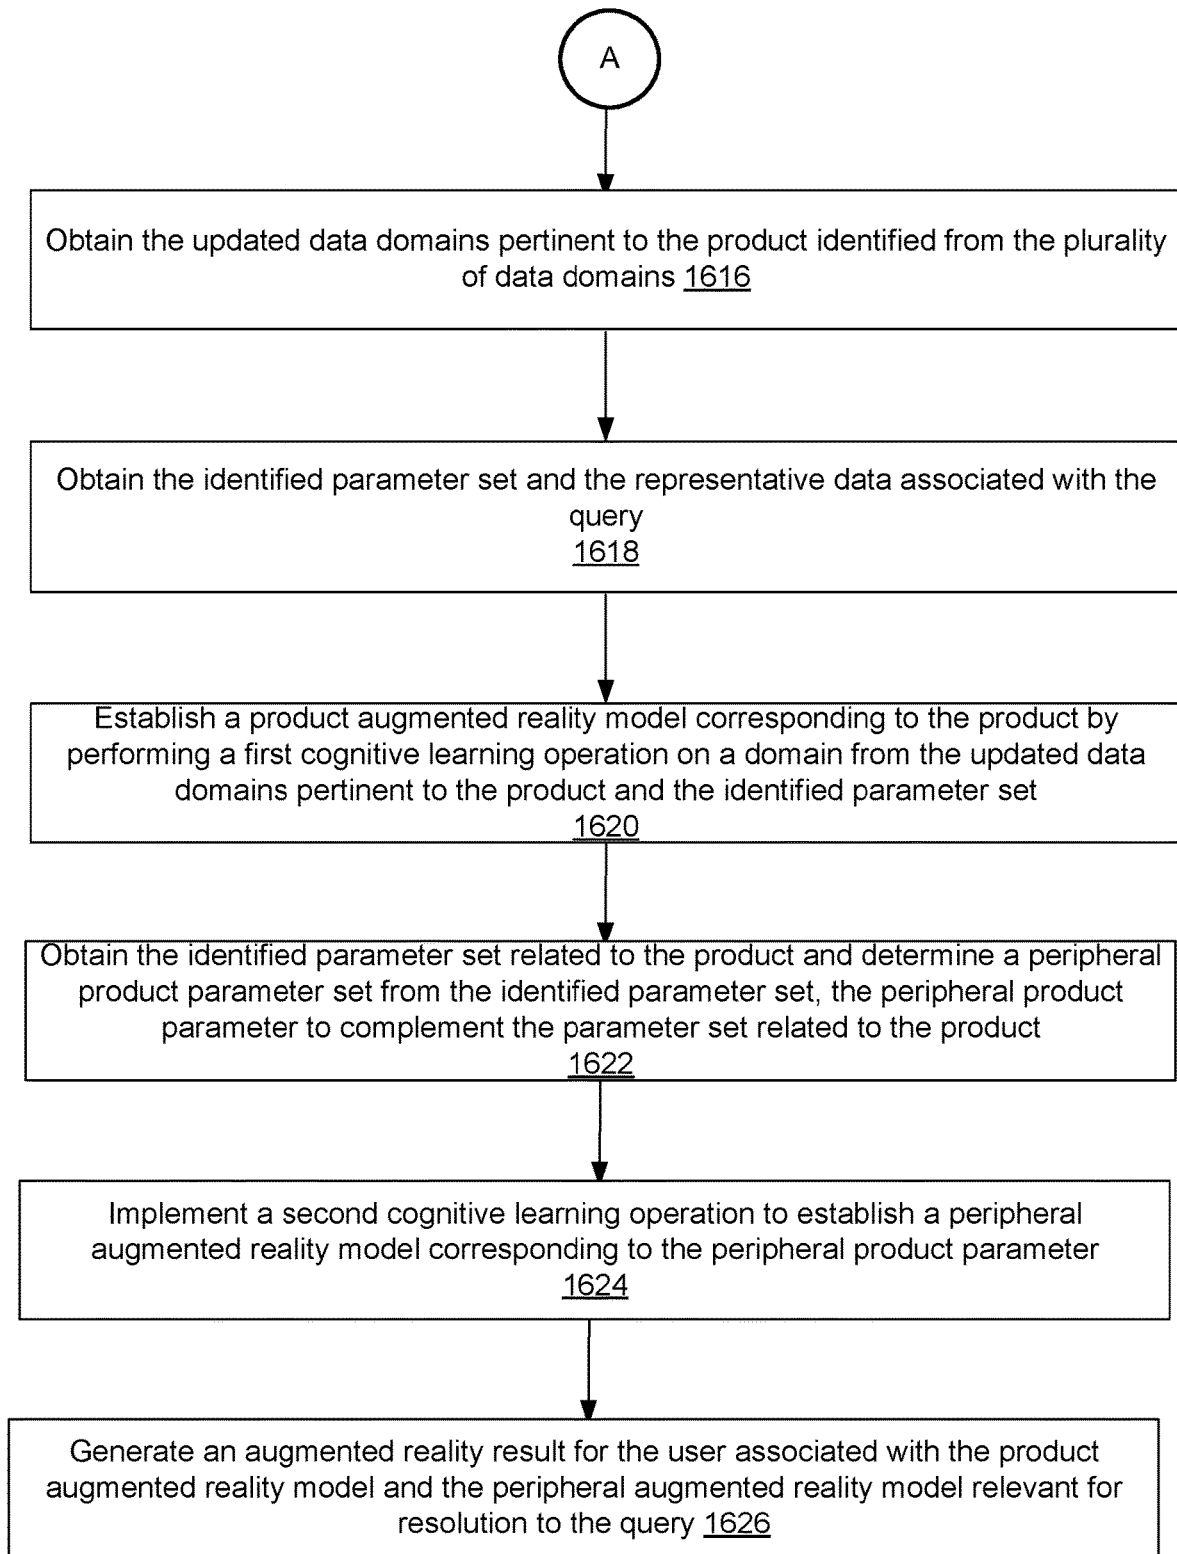 A
Obtain the updated data domains pertinent to the product identified from the plurality
of data domains 1616
Obtain the identified parameter set and the representative data associated with the
query
1618
Establish a product augmented reality model corresponding to the product by
performing a first cognitive learning operation on a domain from the updated data
domains pertinent to the product and the identified parameter set
1620
Obtain the identified parameter set related to the product and determine a peripheral
product parameter set from the identified parameter set, the peripheral product
parameter to complement the parameter set related to the product
1622
Implement a second cognitive learning operation to establish a peripheral
augmented reality model corresponding to the peripheral product parameter
1624
Generate an augmented reality result for the user associated with the product
augmented reality model and the peripheral augmented reality model relevant for
resolution to the query 1626